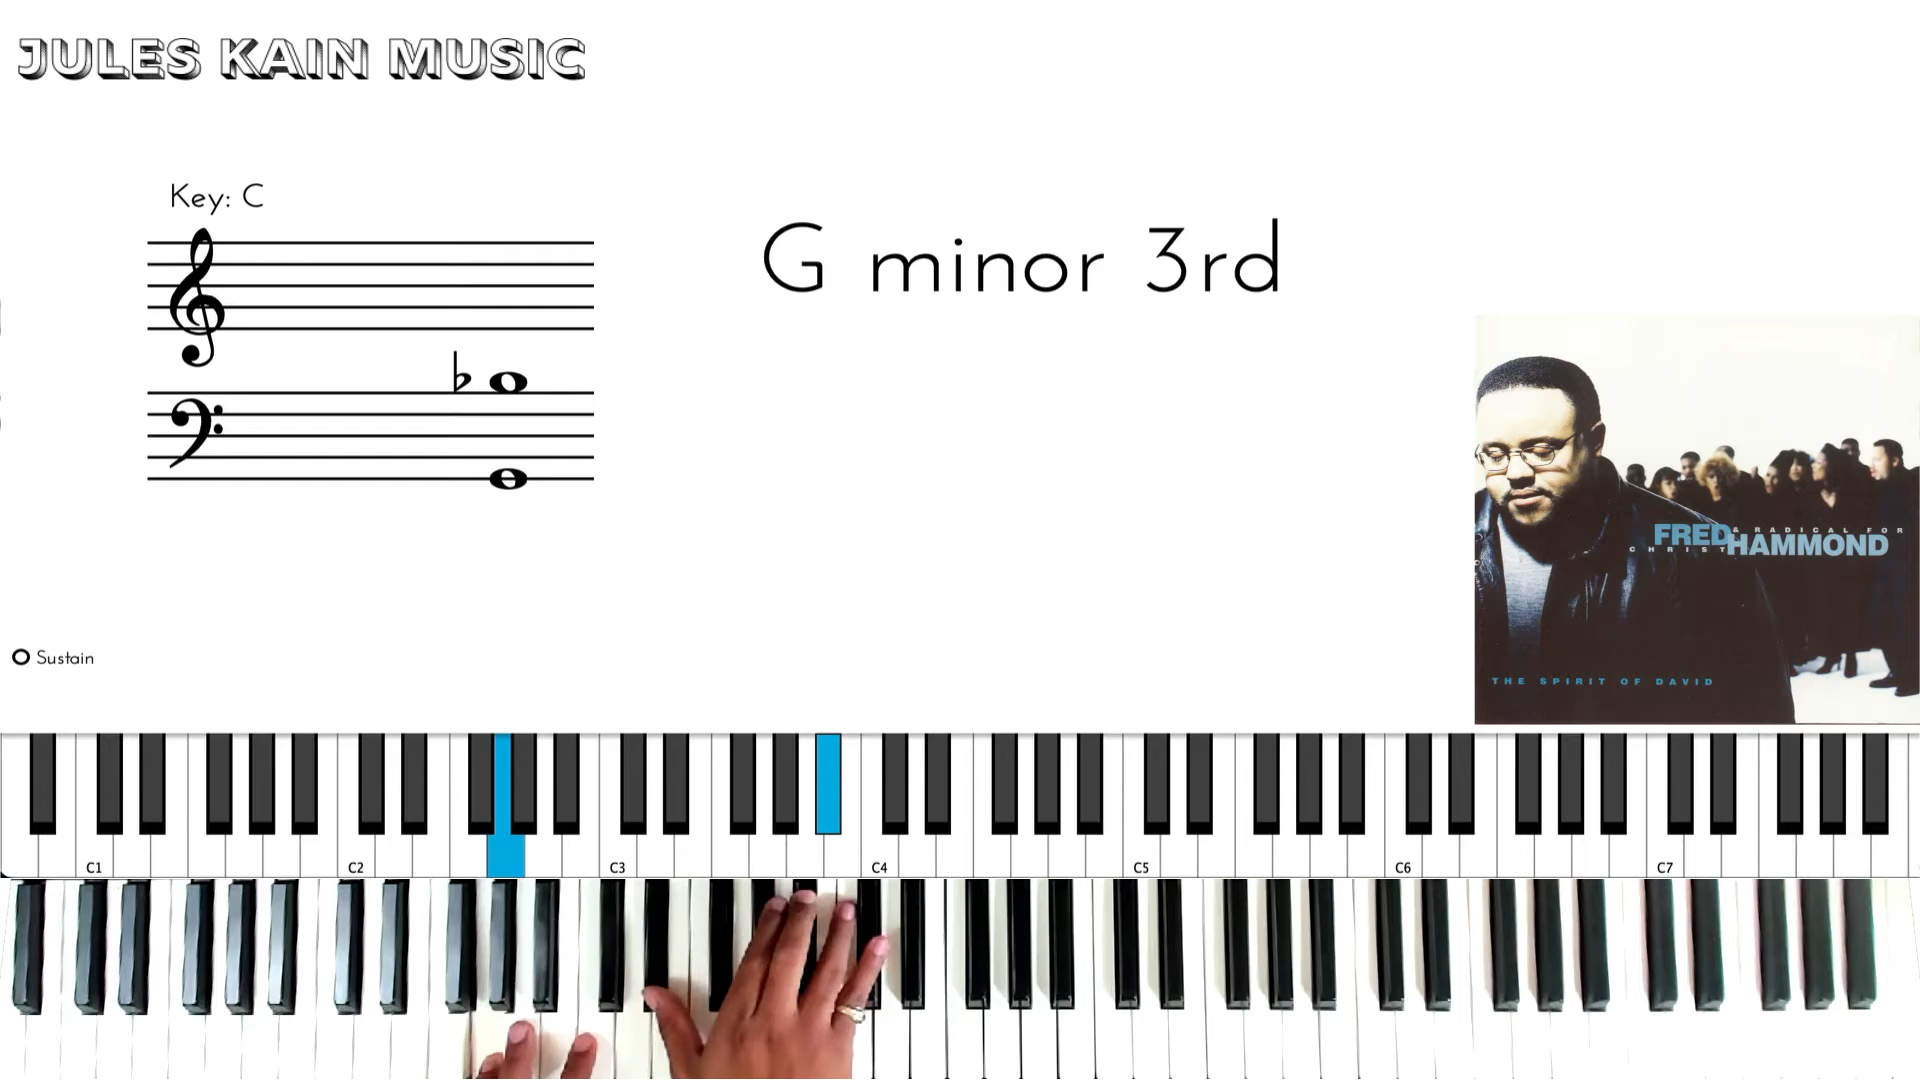 JULES KAIN MUSIC
Key: C
G minor 3rd
FRED & RADICAL FOR
CHRIST HAMMOND
THE SPIRIT OF DAVID
Sustain
C1 C2 C3 C4 C5 C6 C7